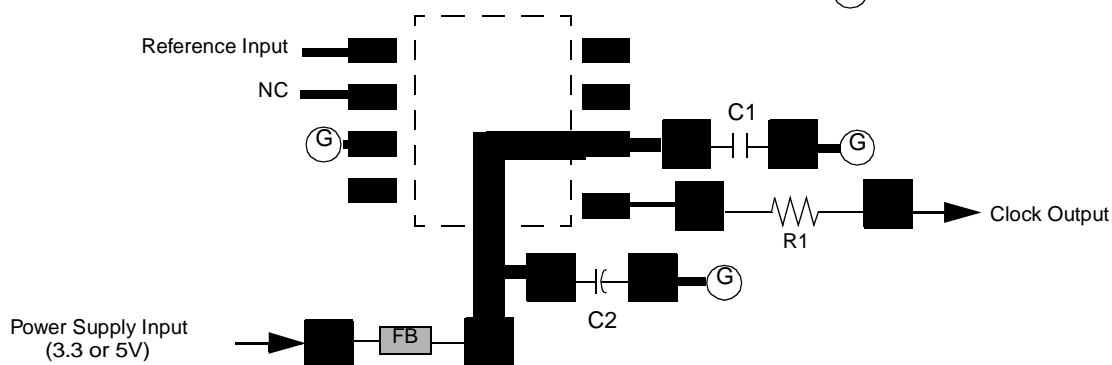 Reference Input
NC
G
C1
G
Clock Output
R1
G
C2
Power Supply Input
(3.3 or 5V)
FB